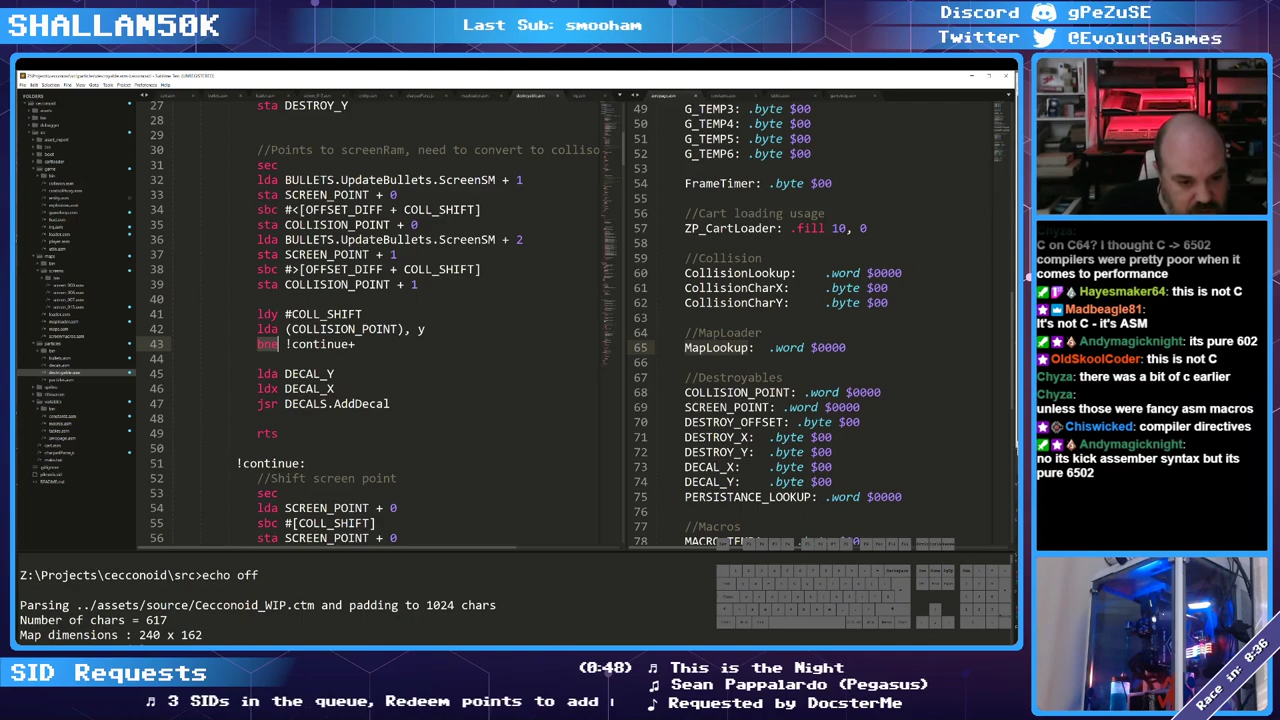 SHALLAN50K
Last Sub: smooham
Discord gPeZuSE
Twitter @EvoluteGames
FOLDERS
27 sta DESTROY_Y
28
29
30 //Points to screenRam, need to convert to colliso
31 sec
32 lda BULLETS.UpdateBullets.ScreenSM + 1
33 sta SCREEN_POINT + 0
34 sbc #<[OFFSET_DIFF + COLL_SHIFT]
35 sta COLLISION_POINT + 0
36 lda BULLETS.UpdateBullets.ScreenSM + 2
37 sta SCREEN_POINT + 1
38 sbc #>[OFFSET_DIFF + COLL_SHIFT]
39 sta COLLISION_POINT + 1
40
41 ldy #COLL_SHIFT
42 lda (COLLISION_POINT), y
43 bne !continue+
44
45 lda DECAL_Y
46 ldx DECAL_X
47 jsr DECALS.AddDecal
48
49 rts
50
51 !continue:
52 //Shift screen point
53 sec
54 lda SCREEN_POINT + 0
55 sbc #[COLL_SHIFT]
56 sta SCREEN_POINT + 0
49 G_TEMP3: .byte $00
50 G_TEMP4: .byte $00
51 G_TEMP5: .byte $00
52 G_TEMP6: .byte $00
53
54 FrameTimer: .byte $00
55
56 //Cart loading usage
57 ZP_CartLoader: .fill 10, 0
58
59 //Collision
60 CollisionLookup: .word $0000
61 CollisionCharX: .byte $00
62 CollisionCharY: .byte $00
63
64 //MapLoader
65 MapLookup: .word $0000
66
67 //Destroyables
68 COLLISION_POINT: .word $0000
69 SCREEN_POINT: .word $0000
70 DESTROY_OFFSET: .byte $00
71 DESTROY_X: .byte $00
72 DESTROY_Y: .byte $00
73 DECAL_X: .byte $00
74 DECAL_Y: .byte $00
75 PERSISTANCE_LOOKUP: .word $0000
76
77 //Macros
78
Z:\Projects\cecconoid\src>echo off
Parsing ../assets/source/Cecconoid_WIP.ctm and padding to 1024 chars
Number of chars = 617
Map dimensions : 240 x 162
Chyza:
C on C64? I thought C -> 6502
compilers were pretty poor when it
comes to performance
Hayesmaker64: this is not C
Madbeagle81:
It's not C - it's ASM
Andymagicknight: its pure 602
OldSkoolCoder: this is not C
Chyza: there was a bit of c earlier
Chyza:
unless those were fancy asm macros
Chiswicked: compiler directives
Andymagicknight:
no its kick assember syntax but its
pure 6502
SID Requests
(0:48) This is the Night
Sean Pappalardo (Pegasus)
Requested by DocsterMe
3 SIDs in the queue, Redeem points to add
Race in: 8:36